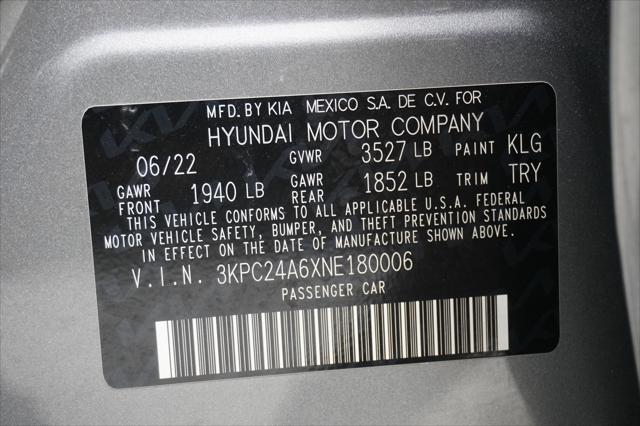 MFD. BY KIA MEXICO S.A. DE C.V. FOR
HYUNDAI MOTOR COMPANY
06/22 GVWR 3527 LB PAINT KLG
GAWR FRONT 1940 LB GAWR REAR 1852 LB TRIM TRY
THIS VEHICLE CONFORMS TO ALL APPLICABLE U.S.A. FEDERAL
MOTOR VEHICLE SAFETY, BUMPER, AND THEFT PREVENTION STANDARDS
IN EFFECT ON THE DATE OF MANUFACTURE SHOWN ABOVE.
V.I.N. 3KPC24A6XNE180006
PASSENGER CAR